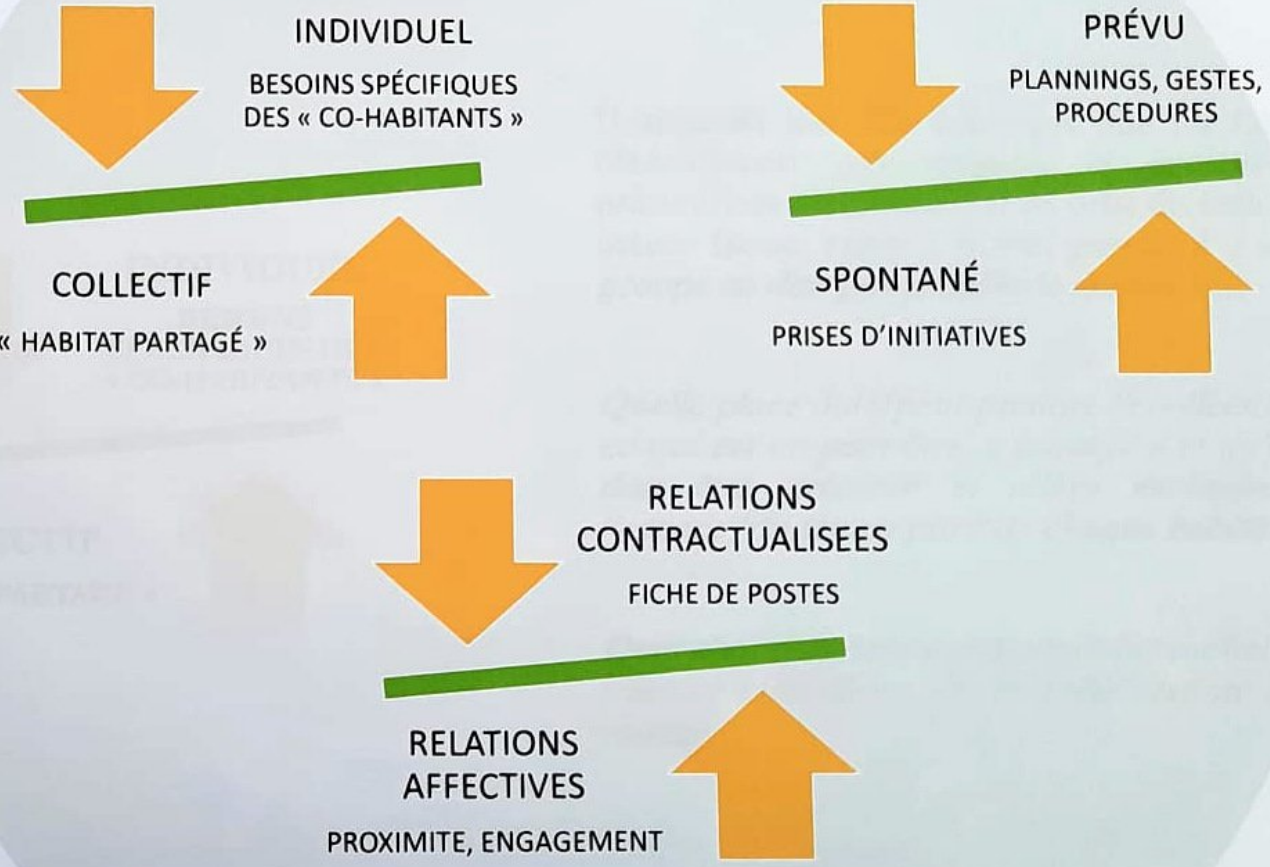 INDIVIDUEL
BESOINS SPÉCIFIQUES
DES « CO-HABITANTS »
COLLECTIF
« HABITAT PARTAGÉ »
PRÉVU
PLANNINGS, GESTES,
PROCEDURES
SPONTANÉ
PRISES D'INITIATIVES
RELATIONS
CONTRACTUALISEES
FICHE DE POSTES
RELATIONS
AFFECTIVES
PROXIMITE, ENGAGEMENT